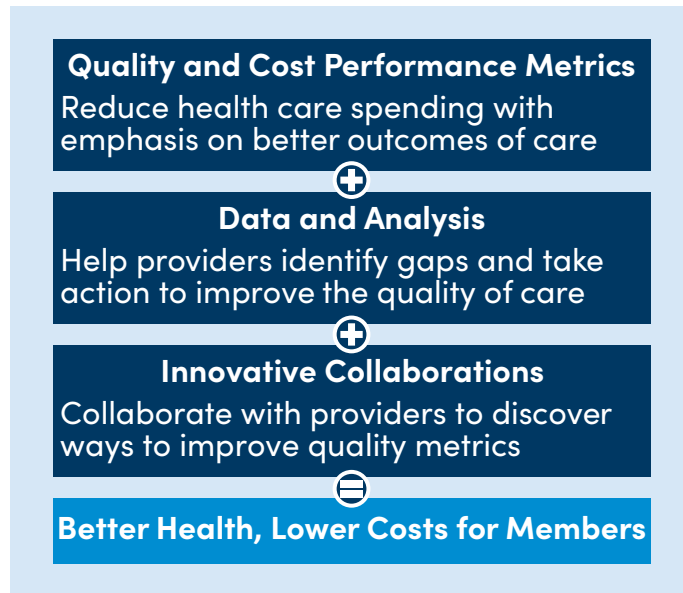 Quality and Cost Performance Metrics
Reduce health care spending with
emphasis on better outcomes of care
+
Data and Analysis
Help providers identify gaps and take
action to improve the quality of care
+
Innovative Collaborations
Collaborate with providers to discover
ways to improve quality metrics
=
Better Health, Lower Costs for Members